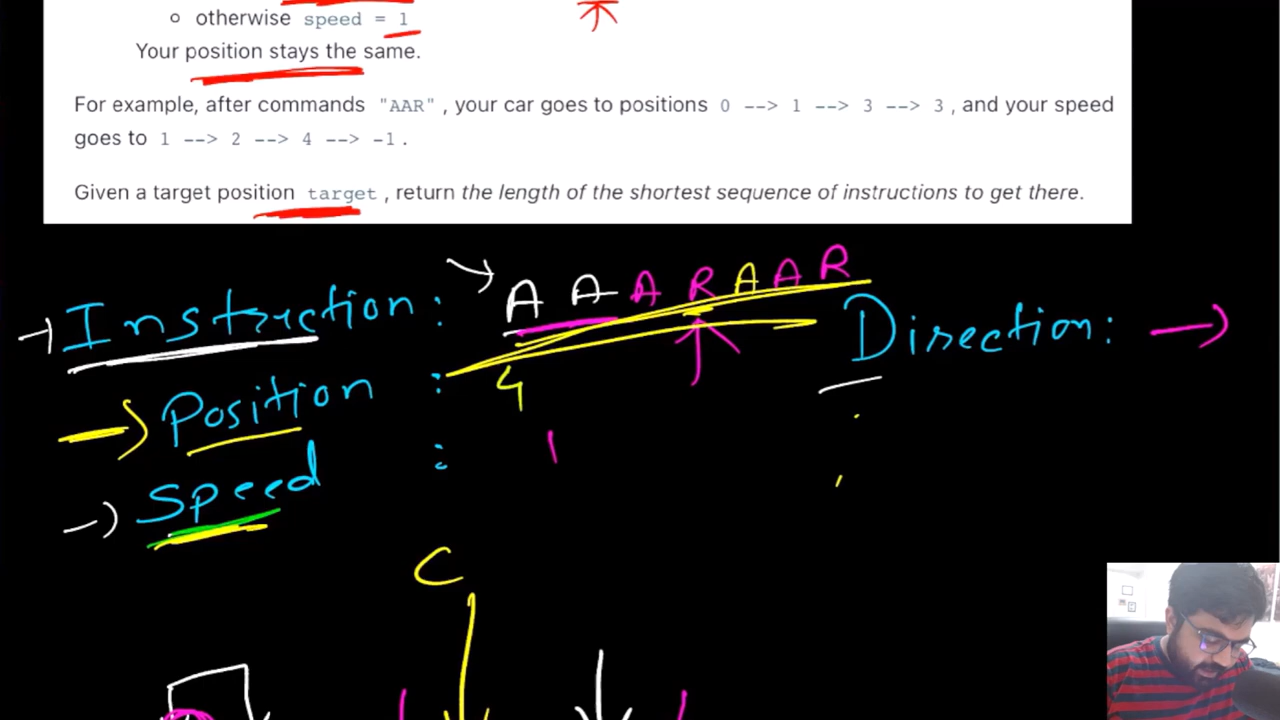 otherwise speed = 1
Your position stays the same.
For example, after commands "AAR" , your car goes to positions 0 --> 1 --> 3 --> 3 , and your speed
goes to 1 --> 2 --> 4 --> -1 .
Given a target position target , return the length of the shortest sequence of instructions to get there.
Instruction: A A A R A A R
Direction:
Position : 4
Speed : 1
C